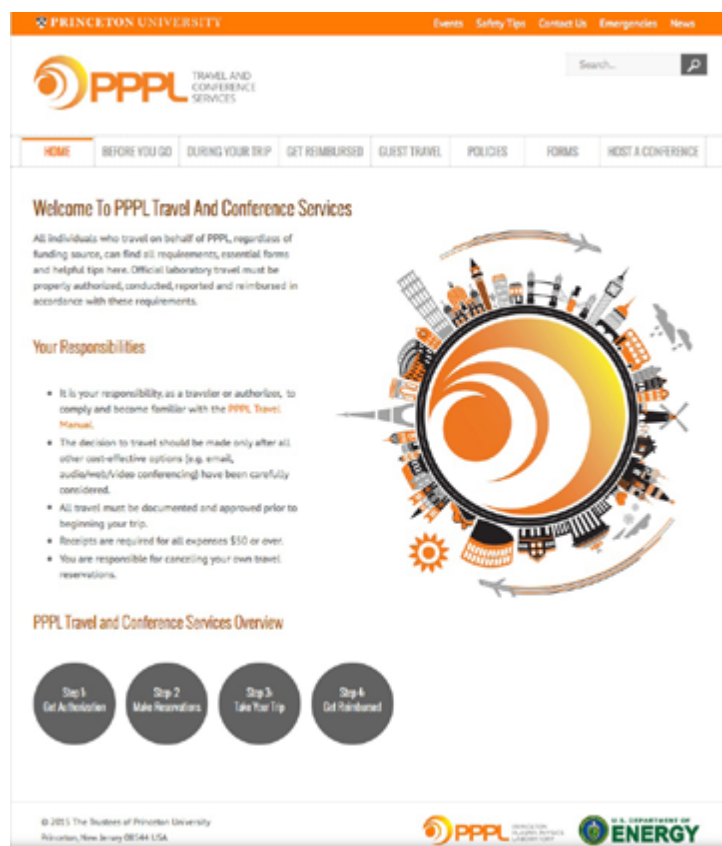 PRINCETON UNIVERSITY
Events Safety Tips Contact Us Emergencies News
PPPL TRAVEL AND
CONFERENCE
SERVICES
Search...
HOME BEFORE YOU GO DURING YOUR TRIP GET REIMBURSED GUEST TRAVEL POLICIES FORMS HOST A CONFERENCE
Welcome To PPPL Travel And Conference Services
All individuals who travel on behalf of PPPL, regardless of
funding source, can find all requirements, essential forms
and helpful tips here. Official laboratory travel must be
properly authorized, conducted, reported and reimbursed in
accordance with these requirements.
Your Responsibilities
It is your responsibility, as a traveler or authorizer, to
comply and become familiar with the PPPL Travel
Manual.
The decision to travel should be made only after all
other cost-effective options (e.g. email,
audio/web/video conferencing) have been carefully
considered.
All travel must be documented and approved prior to
beginning your trip.
Receipts are required for all expenses $50 or over.
You are responsible for canceling your own travel
reservations.
PPPL Travel and Conference Services Overview
Step 1-
Get Authorization
Step 2
Make Reservations
Step 3-
Take Your Trip
Step 4-
Get Reimbursed
© 2015 The Trustees of Princeton University
Princeton, New Jersey 08544 USA
PPPL PRINCETON
PLASMA PHYSICS
LABORATORY
U.S. DEPARTMENT OF
ENERGY